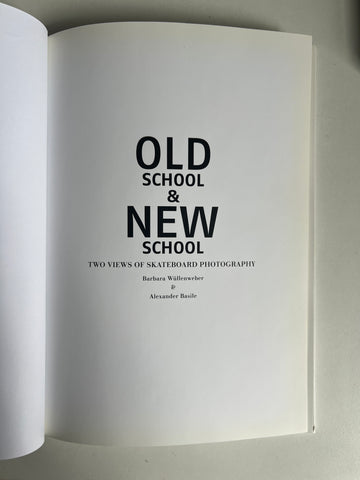 OLD
SCHOOL
&
NEW
SCHOOL
TWO VIEWS OF SKATEBOARD PHOTOGRAPHY
Barbara Wüllenweber
&
Alexander Basile